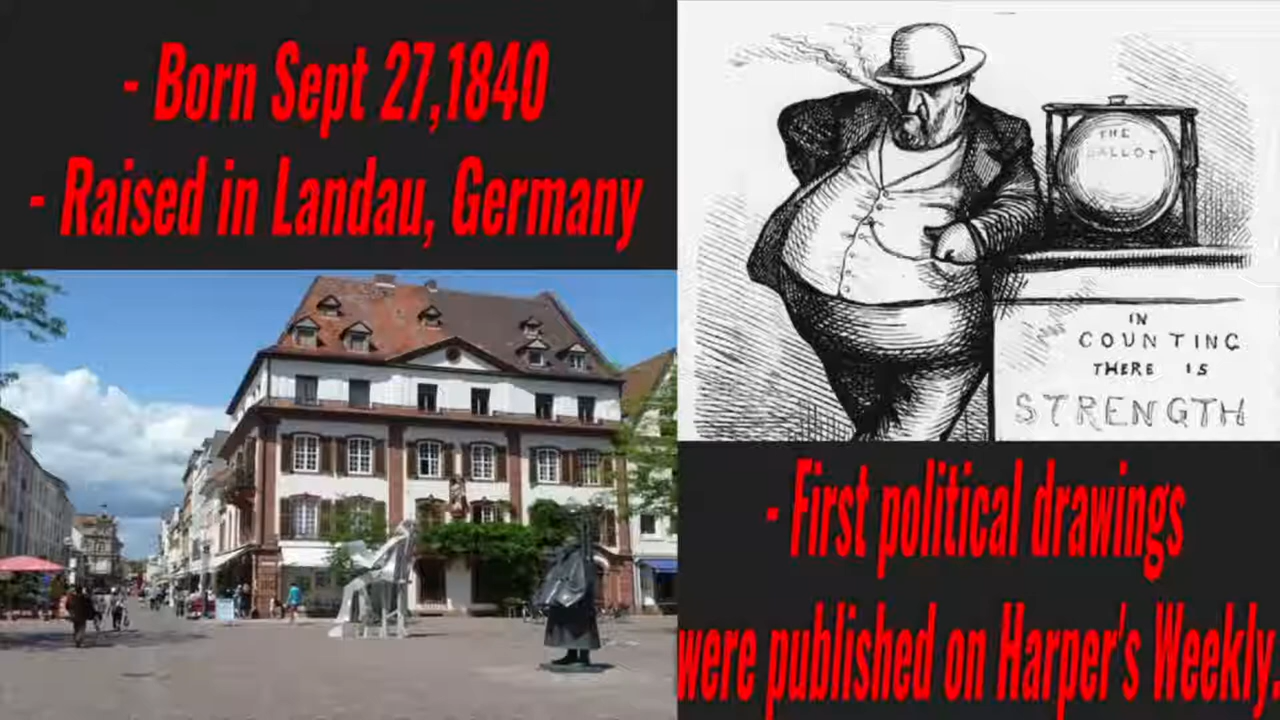 - Born Sept 27,1840
- Raised in Landau, Germany
THE
BALLOT
IN
COUNTING
THERE IS
STRENGTH
- First political drawings
were published on Harper's Weekly.